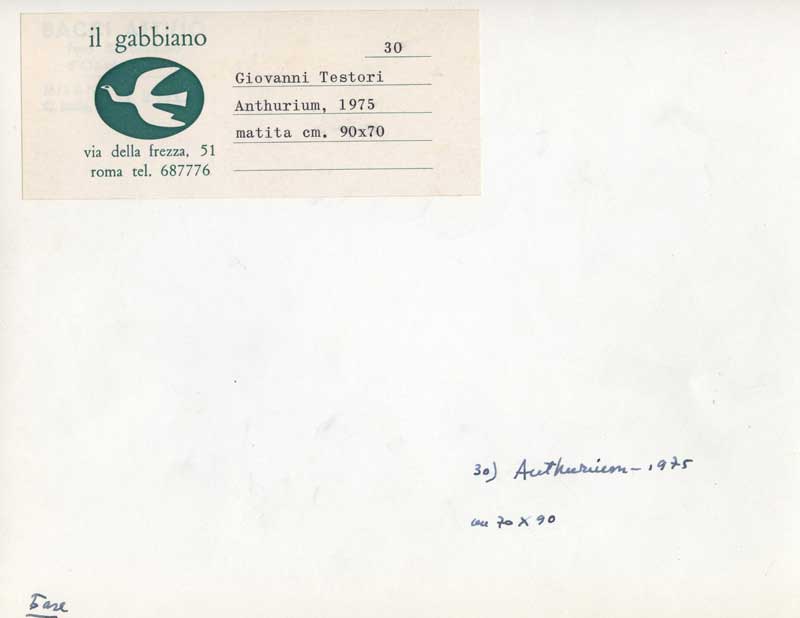 il gabbiano
via della frezza, 51
roma tel. 687776
30
Giovanni Testori
Anthurium, 1975
matita cm. 90x70
30) Anthurium - 1975
cm 70 X 90